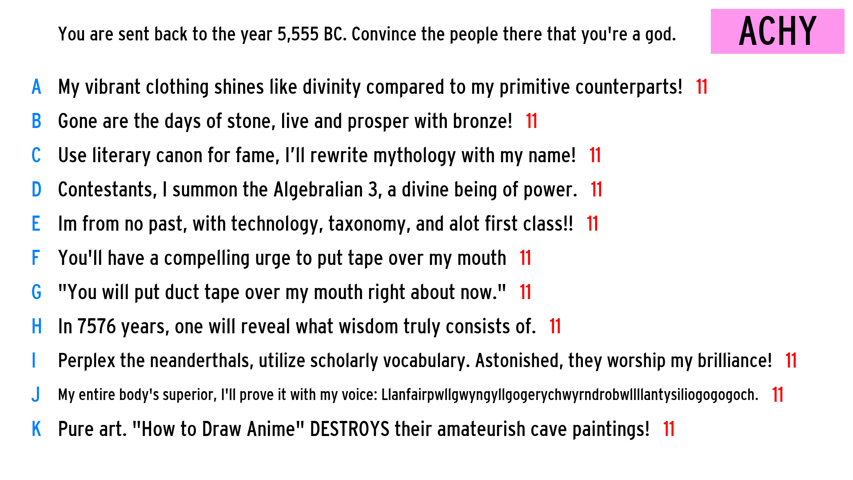 You are sent back to the year 5,555 BC. Convince the people there that you're a god.
ACHY
A My vibrant clothing shines like divinity compared to my primitive counterparts! 11
B Gone are the days of stone, live and prosper with bronze! 11
C Use literary canon for fame, I'll rewrite mythology with my name! 11
D Contestants, I summon the Algebralian 3, a divine being of power. 11
E Im from no past, with technology, taxonomy, and alot first class!! 11
F You'll have a compelling urge to put tape over my mouth 11
G "You will put duct tape over my mouth right about now." 11
H In 7576 years, one will reveal what wisdom truly consists of. 11
I Perplex the neanderthals, utilize scholarly vocabulary. Astonished, they worship my brilliance! 11
J My entire body's superior, I'll prove it with my voice: Llanfairpwllgwyngyllgogerychwyrndrobwllllantysiliogogogoch. 11
K Pure art. "How to Draw Anime" DESTROYS their amateurish cave paintings! 11